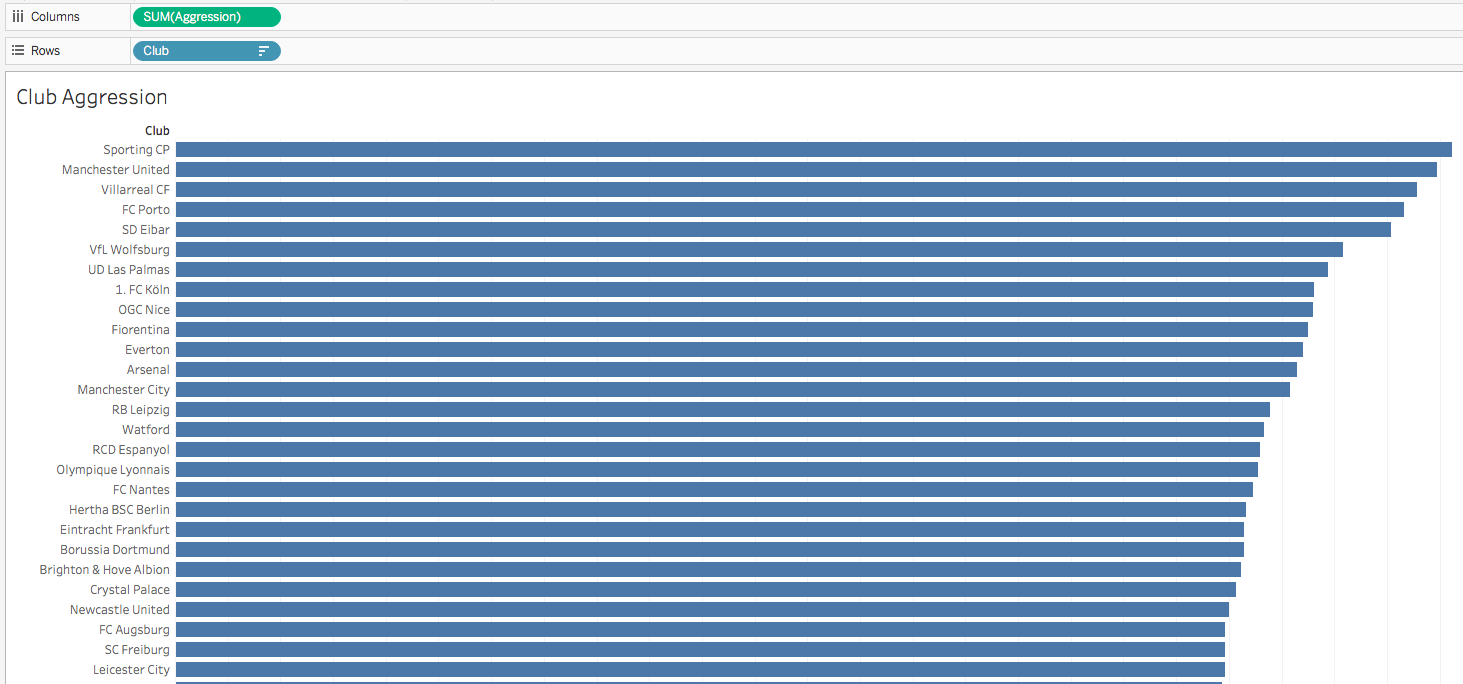 Columns SUM(Aggression)
Rows Club
Club Aggression
Club
Sporting CP
Manchester United
Villarreal CF
FC Porto
SD Eibar
VfL Wolfsburg
UD Las Palmas
1. FC Köln
OGC Nice
Fiorentina
Everton
Arsenal
Manchester City
RB Leipzig
Watford
RCD Espanyol
Olympique Lyonnais
FC Nantes
Hertha BSC Berlin
Eintracht Frankfurt
Borussia Dortmund
Brighton & Hove Albion
Crystal Palace
Newcastle United
FC Augsburg
SC Freiburg
Leicester City